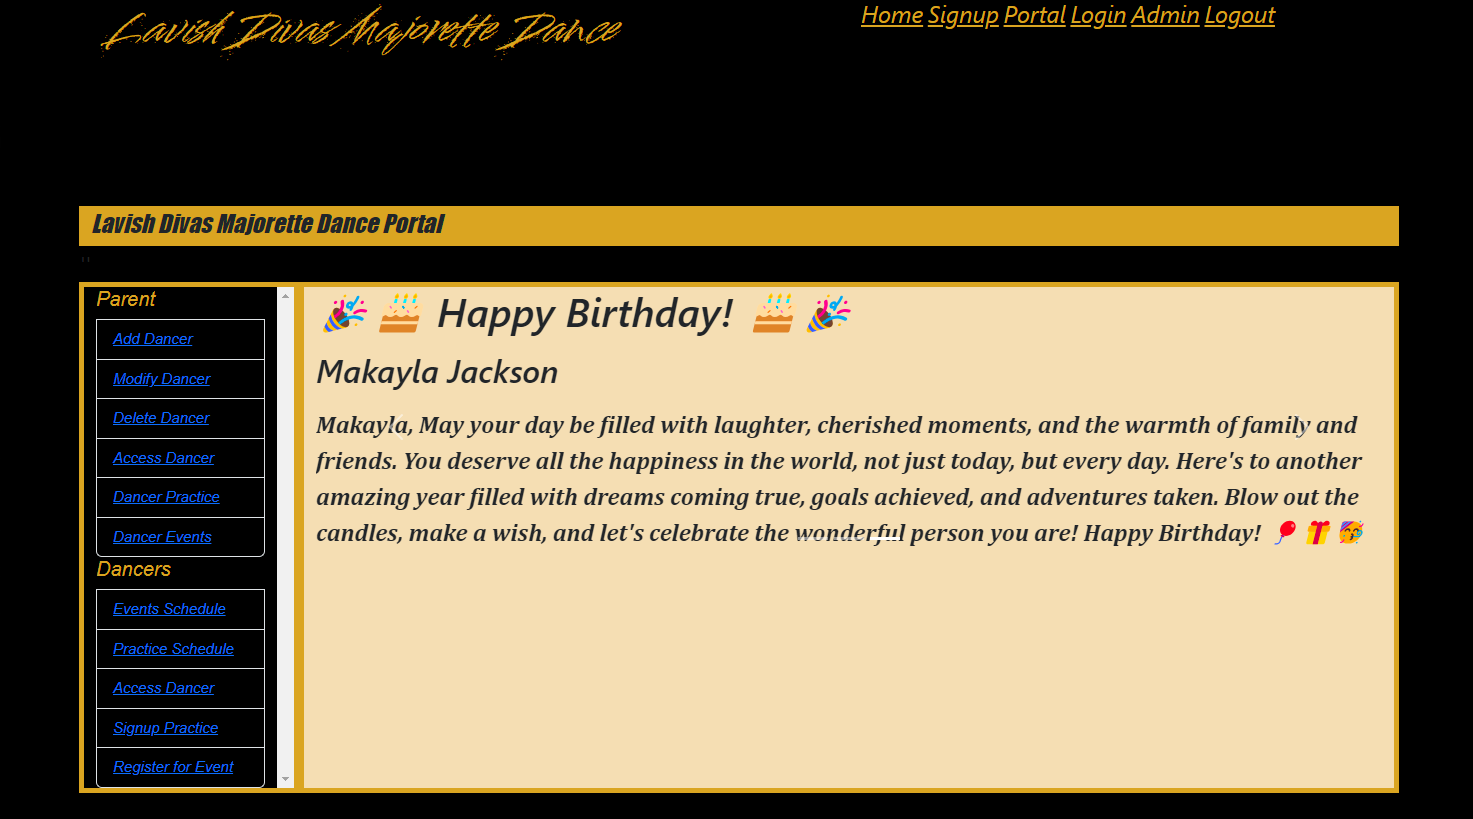 Lavish Divas Majorette Dance
Home Signup Portal Login Admin Logout
Lavish Divas Majorette Dance Portal
"
Parent
Add Dancer
Modify Dancer
Delete Dancer
Access Dancer
Dancer Practice
Dancer Events
Dancers
Events Schedule
Practice Schedule
Access Dancer
Signup Practice
Register for Event
🎉 🎂 Happy Birthday! 🎂 🎉
Makayla Jackson
Makayla, May your day be filled with laughter, cherished moments, and the warmth of family and
friends. You deserve all the happiness in the world, not just today, but every day. Here's to another
amazing year filled with dreams coming true, goals achieved, and adventures taken. Blow out the
candles, make a wish, and let's celebrate the wonderful person you are! Happy Birthday! 🎈🎁🥳